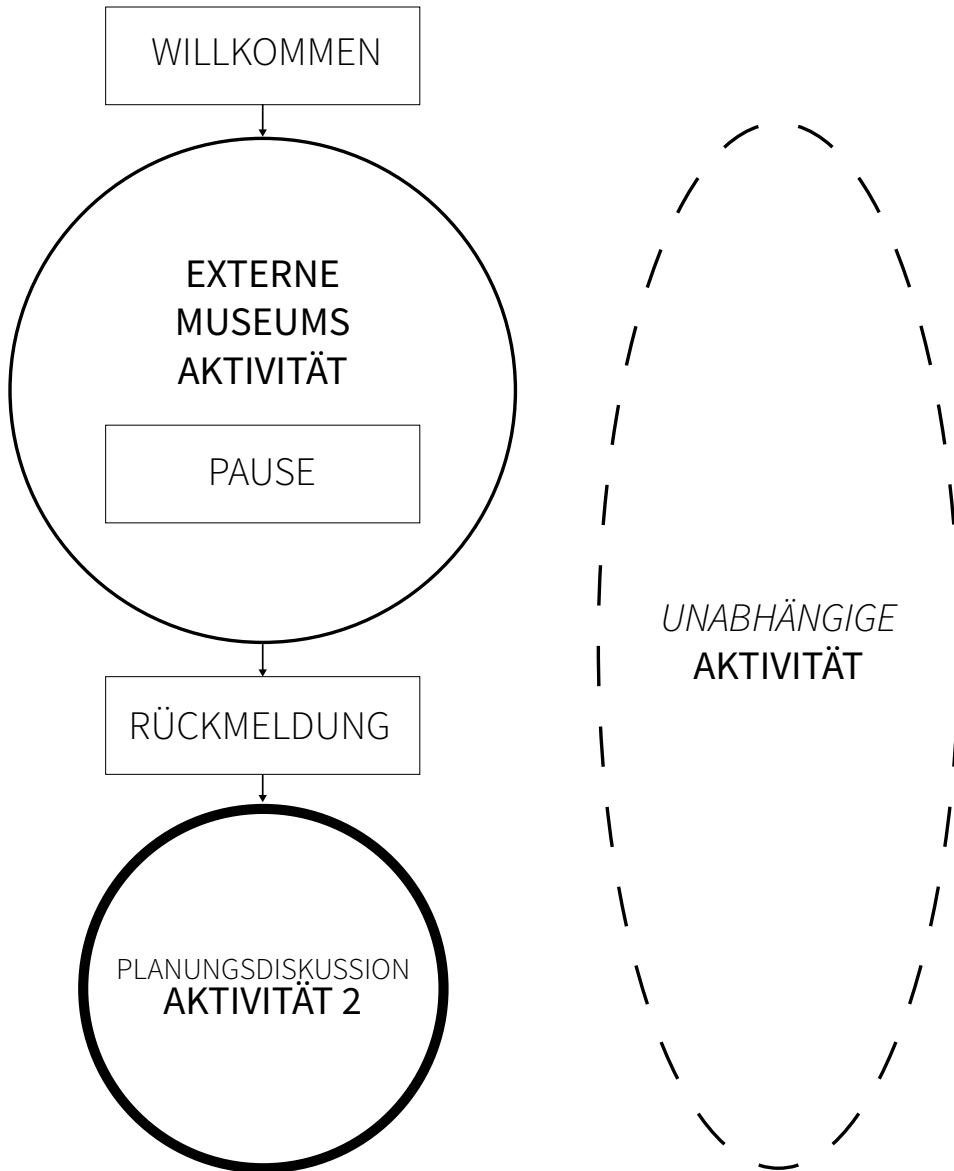 WILLKOMMEN
EXTERNE
MUSEUMS
AKTIVITÄT
PAUSE
RÜCKMELDUNG
PLANUNGSDISKUSSION
AKTIVITÄT 2
UNABHÄNGIGE
AKTIVITÄT